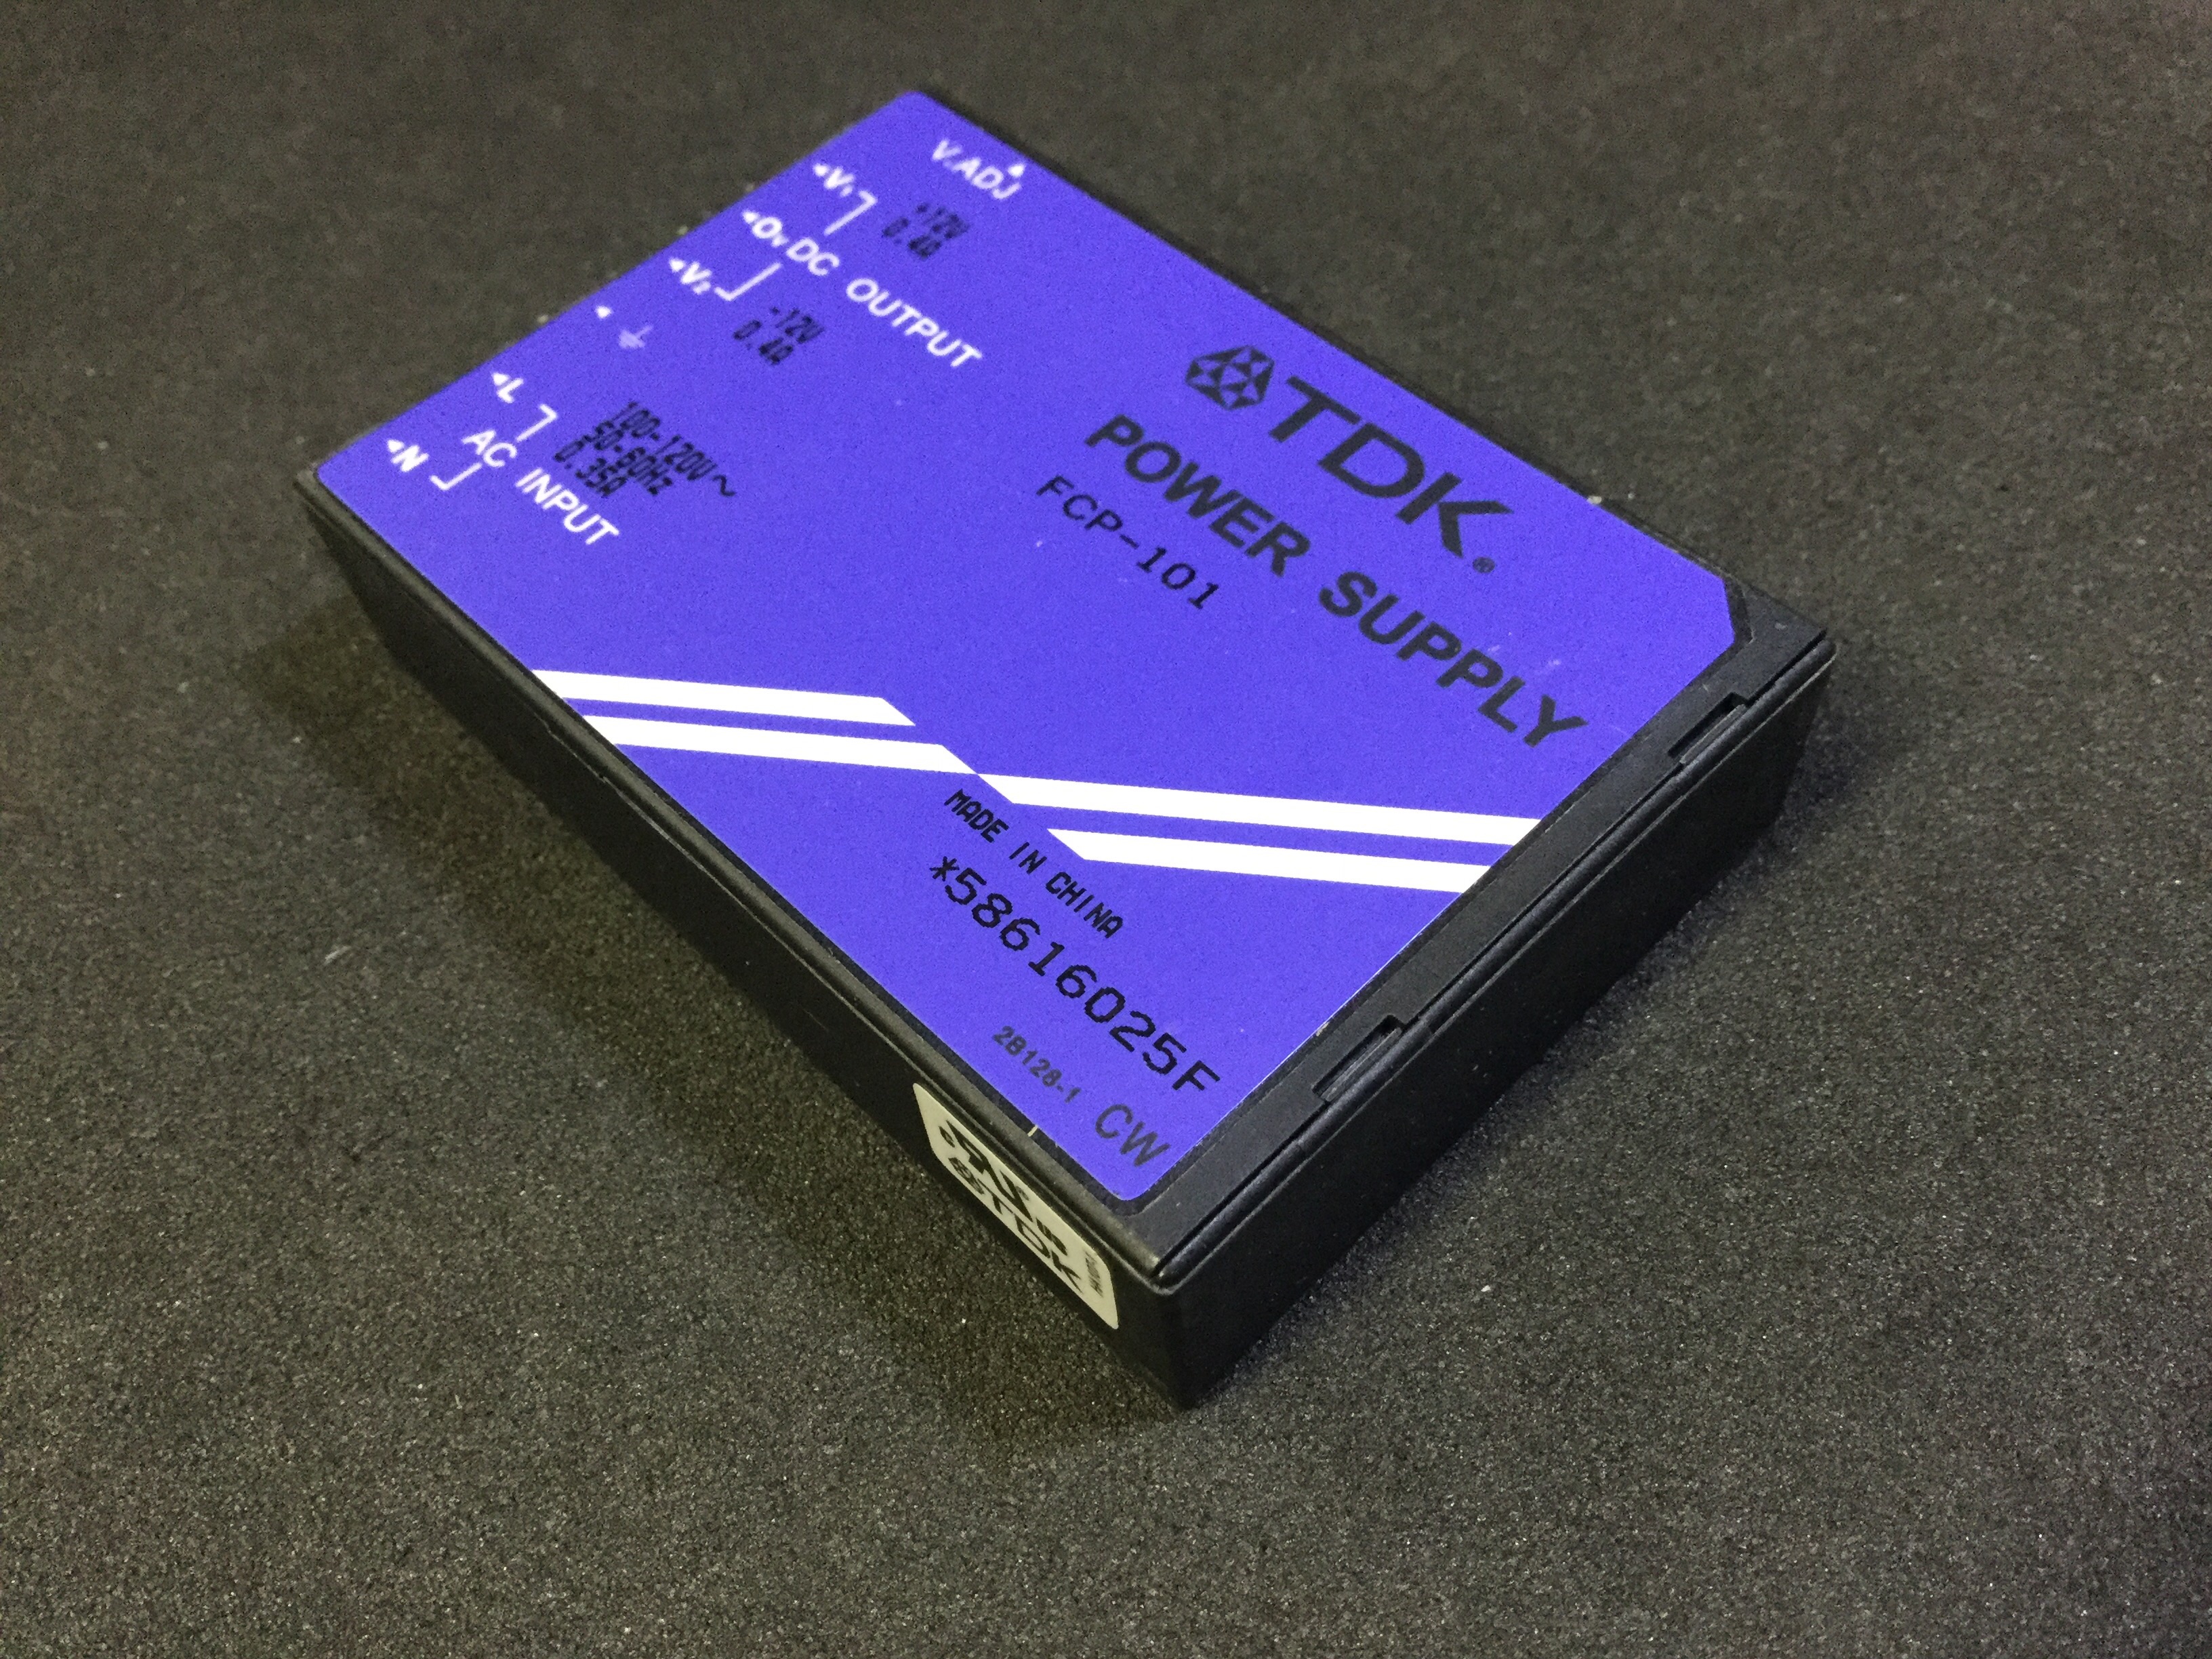 V.ADJ
V1
+12V
0.4A
0V DC OUTPUT
V2
-12V
0.4A
L
100-120V~
50-60Hz
0.35A
AC INPUT
N
TDK®
POWER SUPPLY
FCP-101
MADE IN CHINA
*58616025F
28128-1 CW
TDK